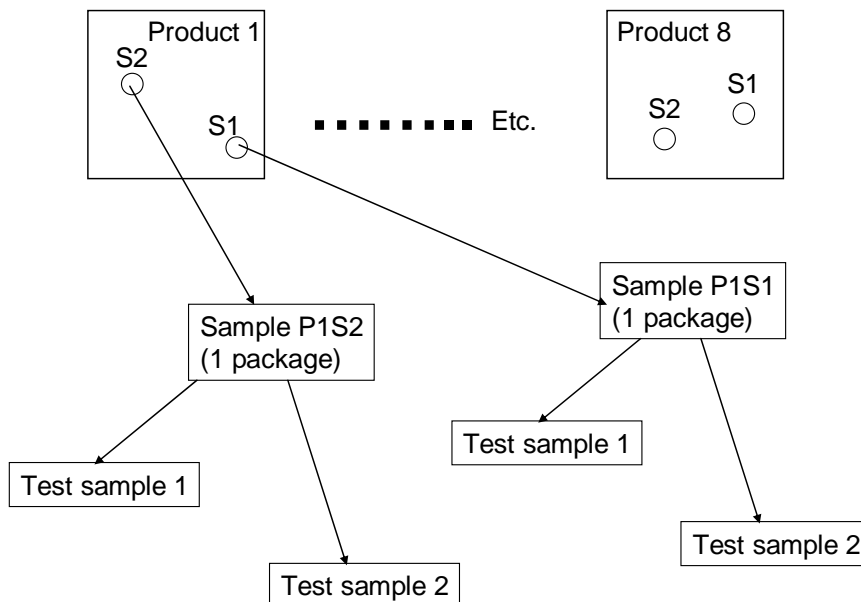 Product 1
S2
S1
Etc.
Product 8
S1
S2
Sample P1S2
(1 package)
Sample P1S1
(1 package)
Test sample 1
Test sample 2
Test sample 1
Test sample 2